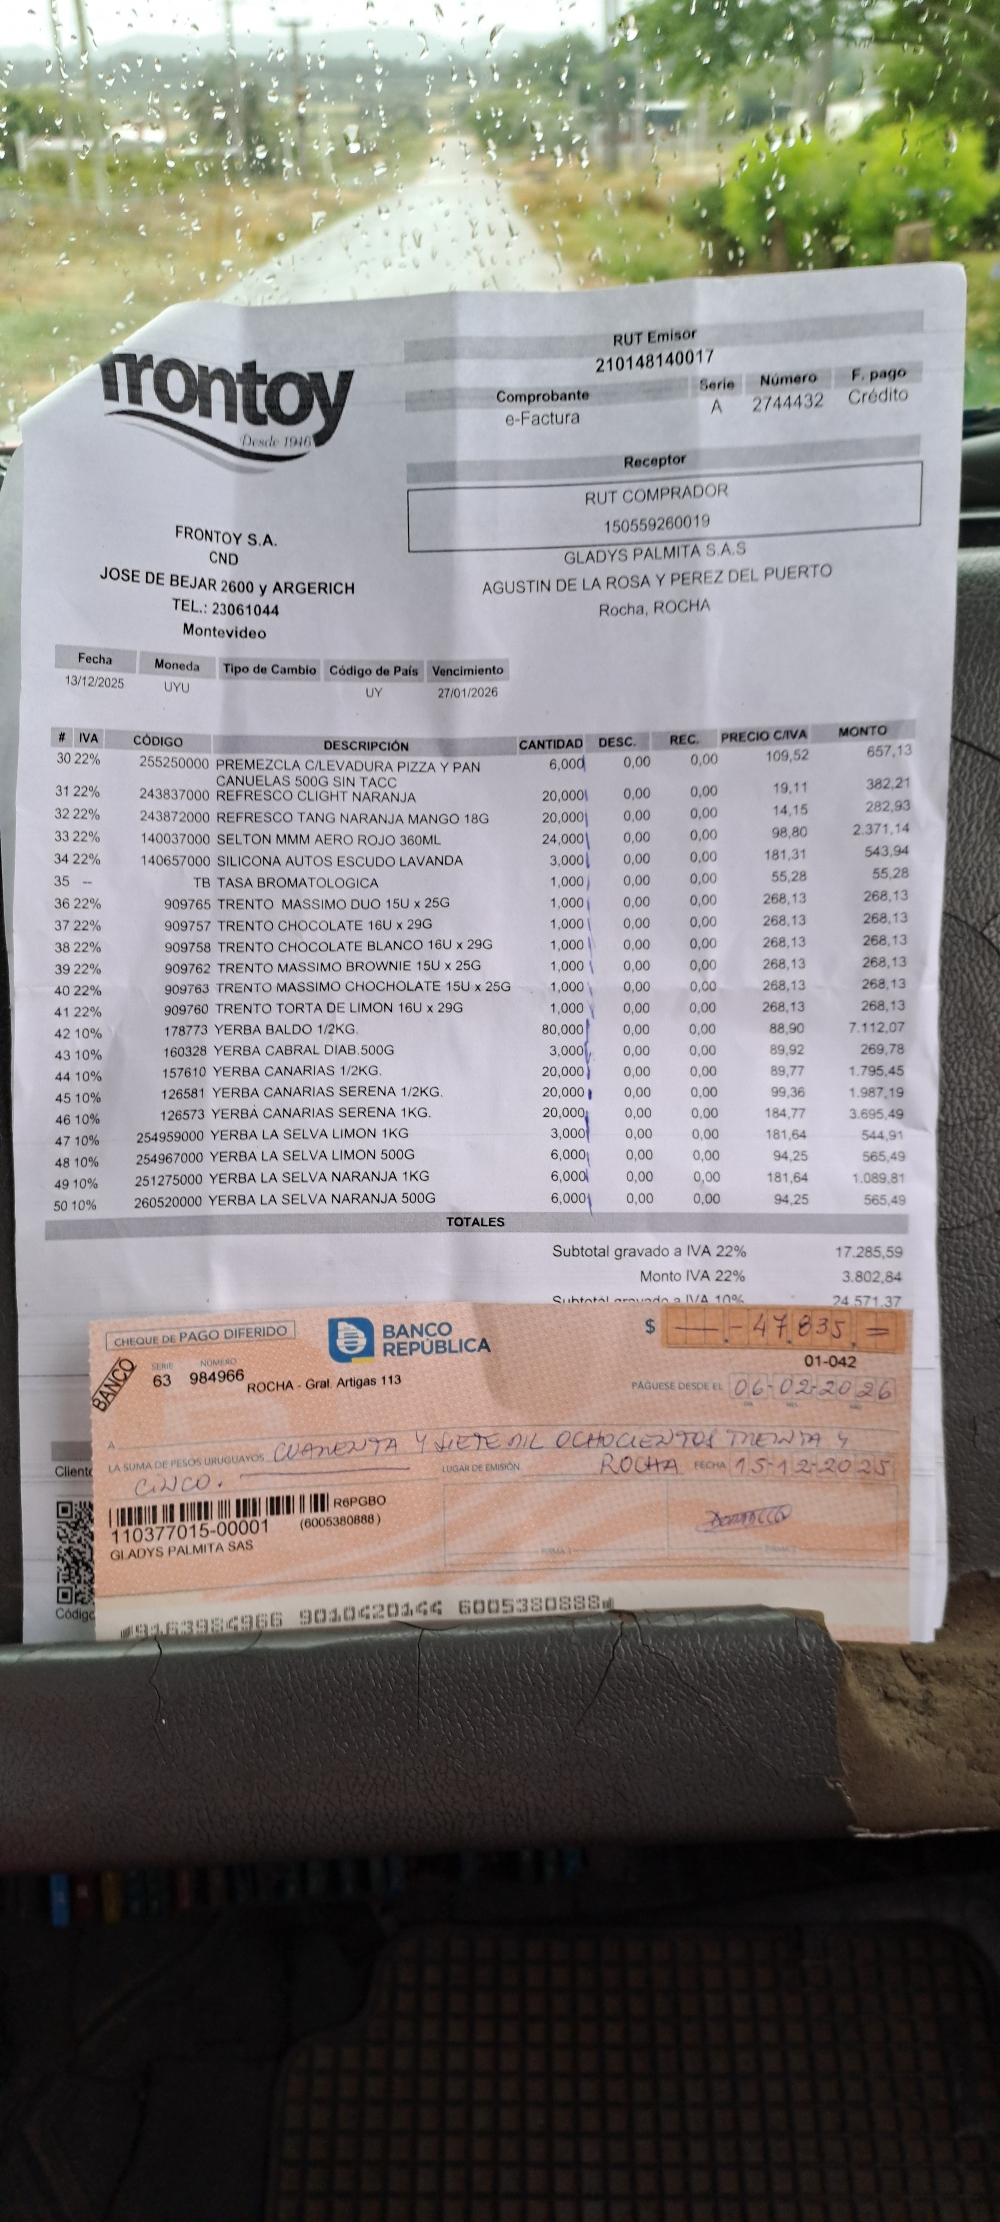 frontoy
Desde 1946
RUT Emisor
210148140017
Comprobante Serie Número F. pago
e-Factura A 2744432 Crédito
Receptor
RUT COMPRADOR
150559260019
GLADYS PALMITA S.A.S
AGUSTIN DE LA ROSA Y PEREZ DEL PUERTO
Rocha, ROCHA
FRONTOY S.A.
CND
JOSE DE BEJAR 2600 y ARGERICH
TEL.: 23061044
Montevideo
Fecha Moneda Tipo de Cambio Código de País Vencimiento
13/12/2025 UYU UY 27/01/2026
# IVA CÓDIGO DESCRIPCIÓN CANTIDAD DESC. REC. PRECIO C/IVA MONTO
30 22% 255250000 PREMEZCLA C/LEVADURA PIZZA Y PAN 6,000 0,00 0,00 109,52 657,13
CANUELAS 500G SIN TACC
31 22% 243837000 REFRESCO CLIGHT NARANJA 20,000 0,00 0,00 19,11 382,21
32 22% 243872000 REFRESCO TANG NARANJA MANGO 18G 20,000 0,00 0,00 14,15 282,93
33 22% 140037000 SELTON MMM AERO ROJO 360ML 24,000 0,00 0,00 98,80 2.371,14
34 22% 140657000 SILICONA AUTOS ESCUDO LAVANDA 3,000 0,00 0,00 181,31 543,94
35 -- TB TASA BROMATOLOGICA 1,000 0,00 0,00 55,28 55,28
36 22% 909765 TRENTO MASSIMO DUO 15U x 25G 1,000 0,00 0,00 268,13 268,13
37 22% 909757 TRENTO CHOCOLATE 16U x 29G 1,000 0,00 0,00 268,13 268,13
38 22% 909758 TRENTO CHOCOLATE BLANCO 16U x 29G 1,000 0,00 0,00 268,13 268,13
39 22% 909762 TRENTO MASSIMO BROWNIE 15U x 25G 1,000 0,00 0,00 268,13 268,13
40 22% 909763 TRENTO MASSIMO CHOCHOLATE 15U x 25G 1,000 0,00 0,00 268,13 268,13
41 22% 909760 TRENTO TORTA DE LIMON 16U x 29G 1,000 0,00 0,00 268,13 268,13
42 10% 178773 YERBA BALDO 1/2KG. 80,000 0,00 0,00 88,90 7.112,07
43 10% 160328 YERBA CABRAL DIAB.500G 3,000 0,00 0,00 89,92 269,78
44 10% 157610 YERBA CANARIAS 1/2KG. 20,000 0,00 0,00 89,77 1.795,45
45 10% 126581 YERBA CANARIAS SERENA 1/2KG. 20,000 0,00 0,00 99,36 1.987,19
46 10% 126573 YERBA CANARIAS SERENA 1KG. 20,000 0,00 0,00 184,77 3.695,49
47 10% 254959000 YERBA LA SELVA LIMON 1KG 3,000 0,00 0,00 181,64 544,91
48 10% 254967000 YERBA LA SELVA LIMON 500G 6,000 0,00 0,00 94,25 565,49
49 10% 251275000 YERBA LA SELVA NARANJA 1KG 6,000 0,00 0,00 181,64 1.089,81
50 10% 260520000 YERBA LA SELVA NARANJA 500G 6,000 0,00 0,00 94,25 565,49
TOTALES
Subtotal gravado a IVA 22% 17.285,59
Monto IVA 22% 3.802,84
Subtotal gravado a IVA 10% 24.571,37
CHEQUE DE PAGO DIFERIDO BANCO REPÚBLICA $ 47.835. =
BANCO
SERIE NÚMERO
63 984966 ROCHA - Gral. Artigas 113
01-042
PÁGUESE DESDE EL 06-02-2026
A
LA SUMA DE PESOS URUGUAYOS CUARENTA Y SIETE MIL OCHOCIENTOS TREINTA Y
CINCO. LUGAR DE EMISIÓN ROCHA FECHA 15-12-2025
R6PGBO
110377015-00001 (6005380888)
GLADYS PALMITA SAS
Cliente
Códig
9163984966 9010420144 6005380888